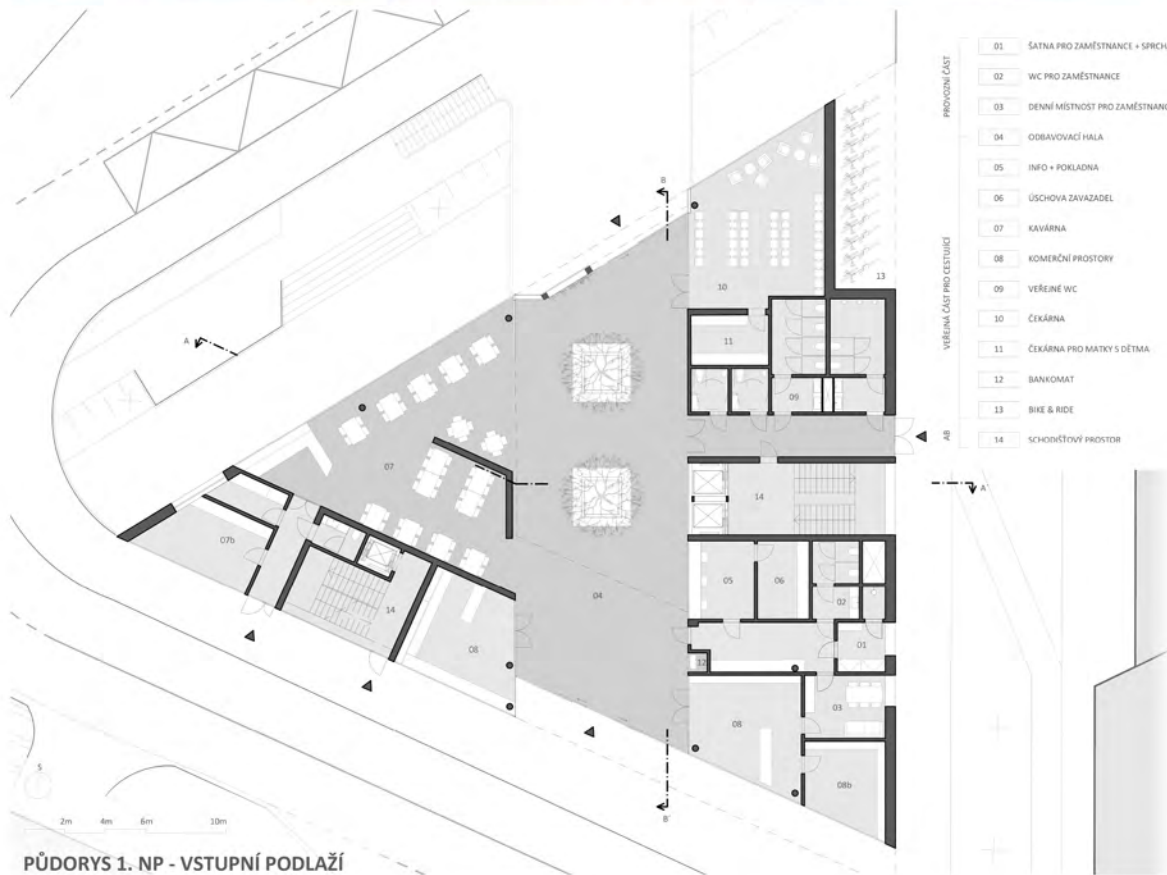 PROVOZNÍ ČÁST
01 ŠATNA PRO ZAMĚSTNANCE + SPRCH
02 WC PRO ZAMĚSTNANCE
03 DENNÍ MÍSTNOST PRO ZAMĚSTNANC
VEŘEJNÁ ČÁST PRO CESTUJÍCÍ
04 ODBAVOVACÍ HALA
05 INFO + POKLADNA
06 ÚSCHOVA ZAVAZADEL
07 KAVÁRNA
08 KOMERČNÍ PROSTORY
09 VEŘEJNÉ WC
10 ČEKÁRNA
11 ČEKÁRNA PRO MATKY S DĚTMA
12 BANKOMAT
13 BIKE & RIDE
AB
14 SCHODIŠŤOVÝ PROSTOR
B
13
10
A
11
09
07
14
A'
07b
05
06
04
02
14
01
08
12
03
08
08b
B'
S
2m 4m 6m 10m
PŮDORYS 1. NP - VSTUPNÍ PODLAŽÍ